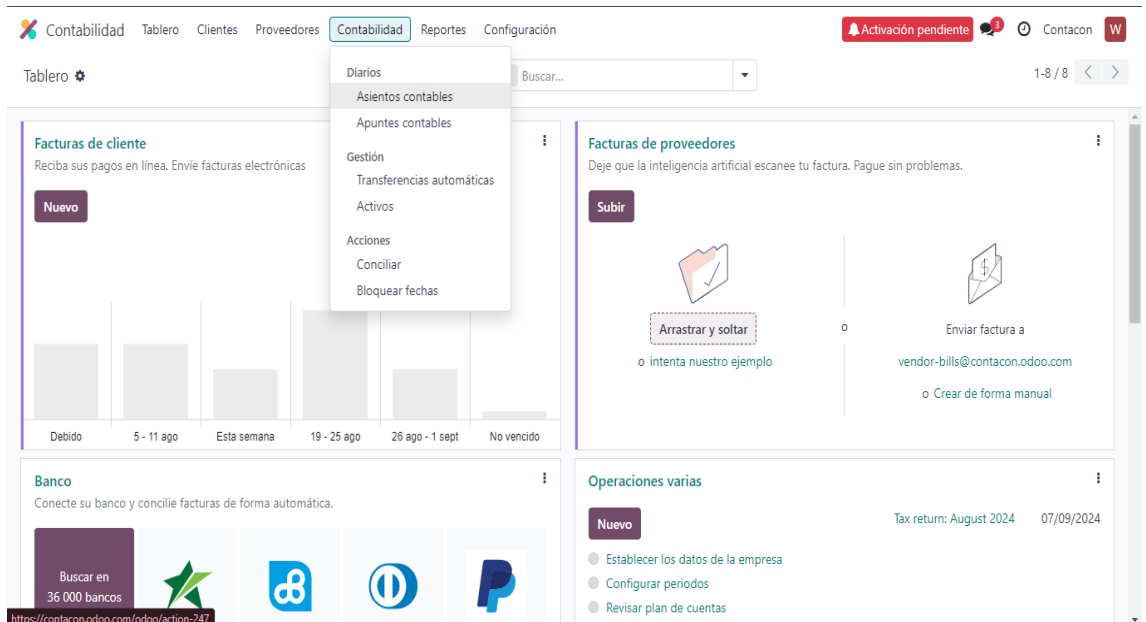 Contabilidad Tablero Clientes Proveedores Contabilidad Reportes Configuración Activación pendiente 3 Contacon W
Tablero Buscar... 1-8 / 8
Diarios
Asientos contables
Apuntes contables
Gestión
Transferencias automáticas
Activos
Acciones
Conciliar
Bloquear fechas
Facturas de cliente
Reciba sus pagos en línea. Envíe facturas electrónicas
Nuevo
Debido 5 - 11 ago Esta semana 19 - 25 ago 26 ago - 1 sept No vencido
Facturas de proveedores
Deje que la inteligencia artificial escanee tu factura. Pague sin problemas.
Subir
Arrastrar y soltar
o intenta nuestro ejemplo
o
Enviar factura a
vendor-bills@contacon.odoo.com
o Crear de forma manual
Banco
Conecte su banco y concilie facturas de forma automática.
Buscar en
36 000 bancos
Operaciones varias
Nuevo
Tax return: August 2024 07/09/2024
Establecer los datos de la empresa
Configurar periodos
Revisar plan de cuentas
https://contacon.odoo.com/odoo/action-247